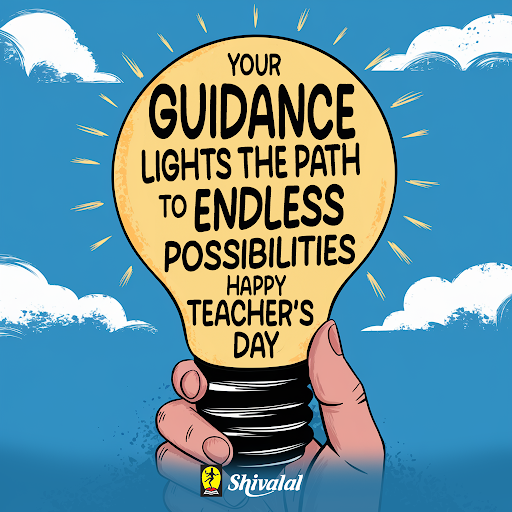 YOUR
GUIDANCE
LIGHTS THE PATH
TO ENDLESS
POSSIBILITIES
HAPPY
TEACHER'S
DAY
Shivalal